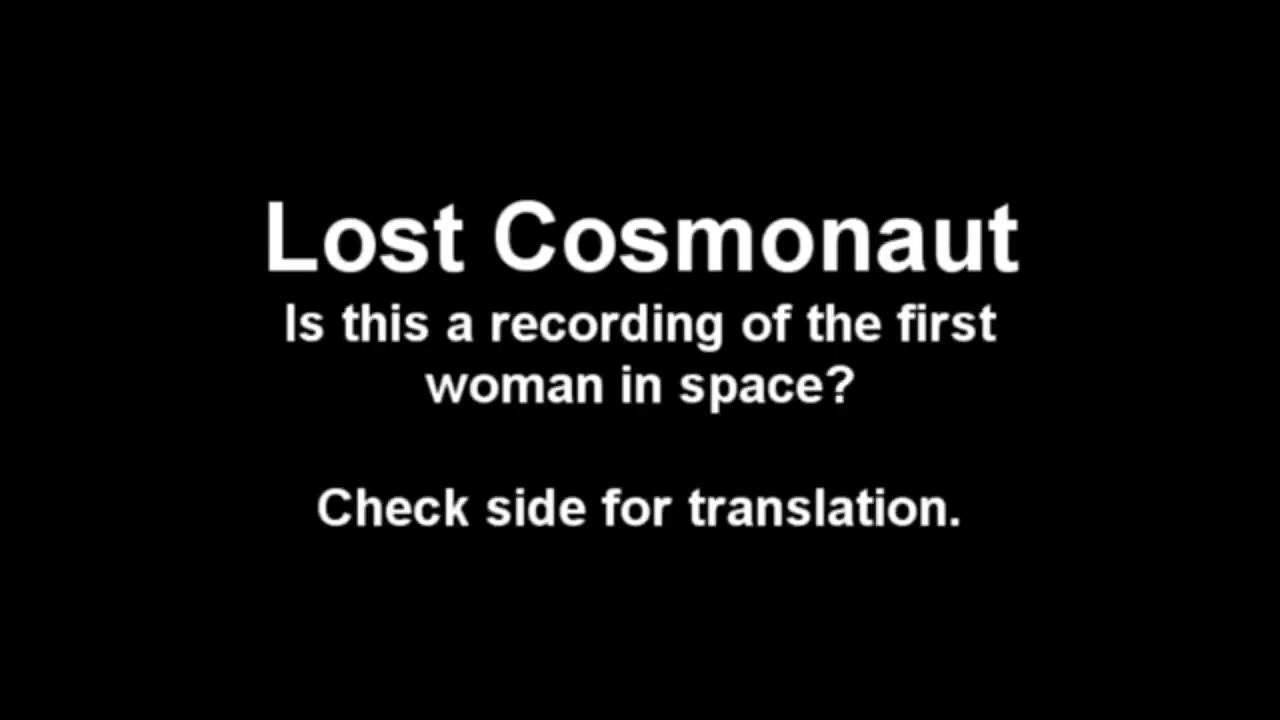 Lost Cosmonaut
Is this a recording of the first
woman in space?
Check side for translation.